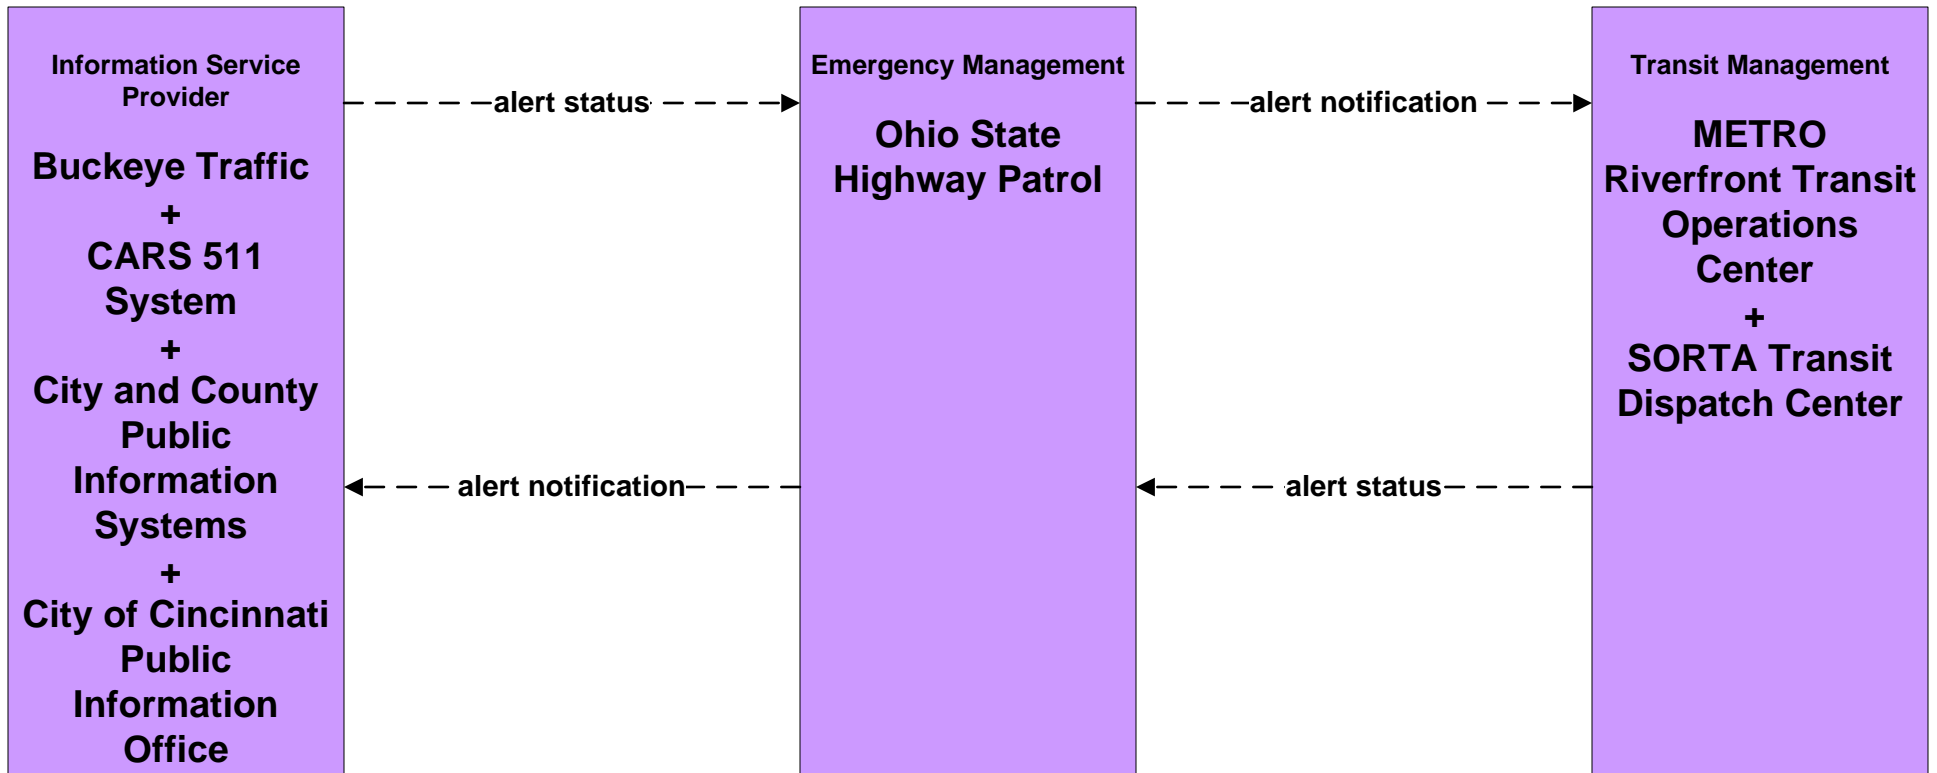 Information Service
Provider
Buckeye Traffic
+
CARS 511
System
+
City and County
Public
Information
Systems
+
City of Cincinnati
Public
Information
Office
alert status
alert notification
Emergency Management
Ohio State
Highway Patrol
alert notification
alert status
Transit Management
METRO
Riverfront Transit
Operations
Center
+
SORTA Transit
Dispatch Center